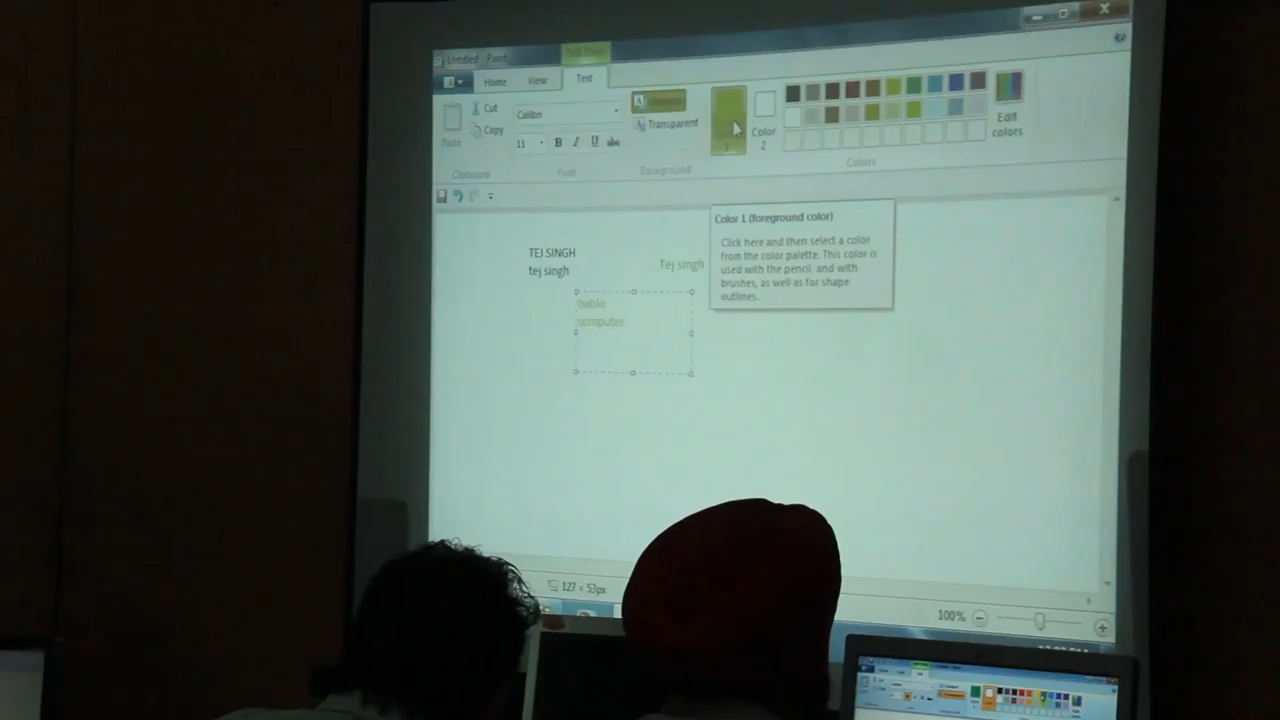 Untitled - Paint
Home
View
Text
Paste
Cut
Copy
Clipboard
Calibri
11
B I U abc
Font
Transparent
Background
1
Color
2
Colors
Edit
colors
Color 1 (foreground color)
Click here and then select a color
from the color palette. This color is
used with the pencil and with
brushes, as well as for shape
outlines.
TEJ SINGH
tej singh
Tej singh
computer
127 × 53px
100%